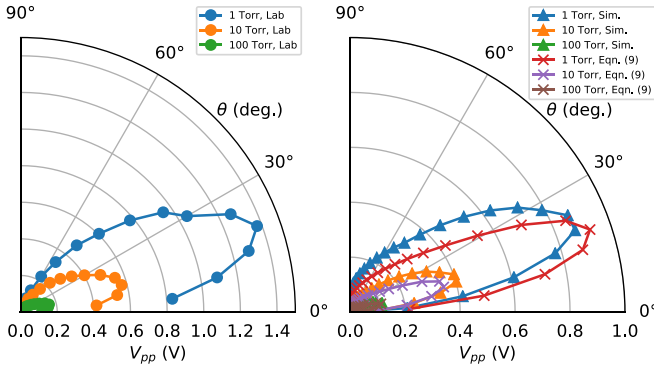 90°
1 Torr, Lab
10 Torr, Lab
100 Torr, Lab
60°
θ (deg.)
30°
0°
0.0 0.2 0.4 0.6 0.8 1.0 1.2 1.4
Vpp (V)
90°
1 Torr, Sim.
10 Torr, Sim.
100 Torr, Sim.
1 Torr, Eqn. (9)
10 Torr, Eqn. (9)
100 Torr, Eqn. (9)
60°
θ (deg.)
30°
0°
0.0 0.2 0.4 0.6 0.8 1.0
Vpp (V)